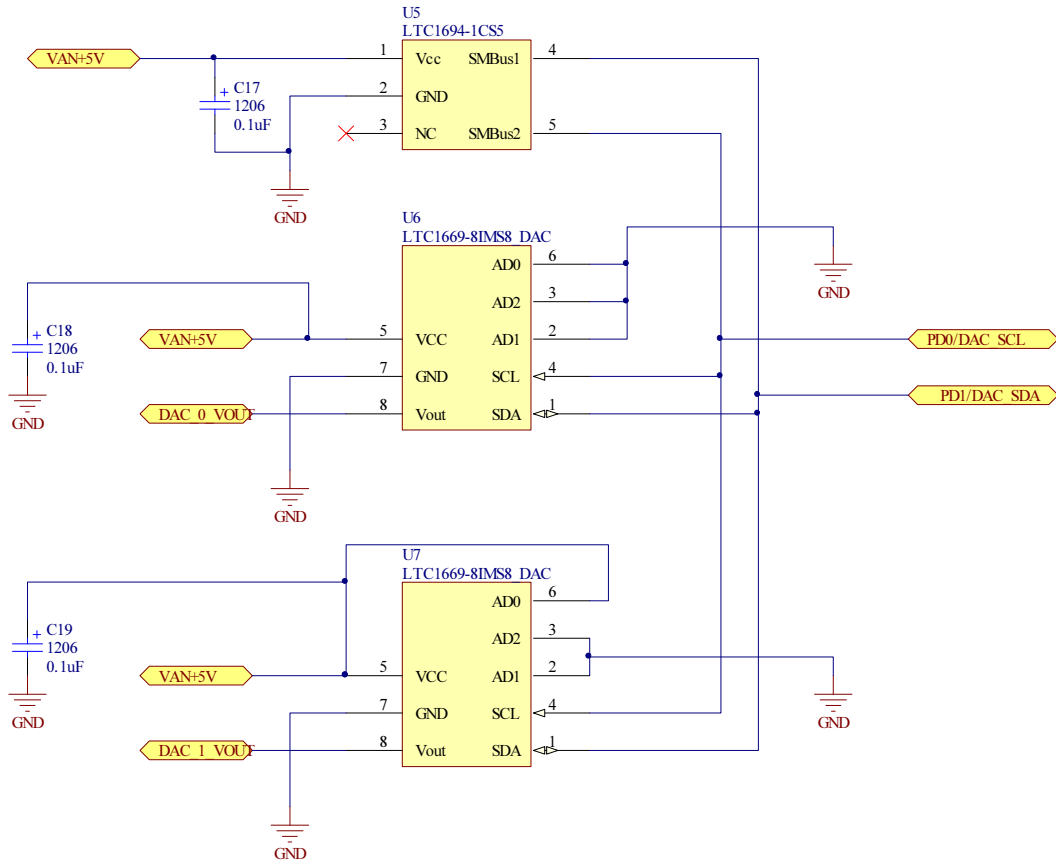 U5
LTC1694-1CS5
VAN+5V
1
Vcc
SMBus1
4
C17
1206
0.1uF
+
2
GND
3
NC
SMBus2
5
GND
U6
LTC1669-8IMS8_DAC
AD0
6
GND
AD2
3
C18
1206
0.1uF
+
VAN+5V
5
VCC
AD1
2
PD0/DAC_SCL
7
GND
SCL
4
GND
PD1/DAC_SDA
DAC_0_VOUT
8
Vout
SDA
1
GND
U7
LTC1669-8IMS8_DAC
AD0
6
C19
1206
0.1uF
+
AD2
3
VAN+5V
5
VCC
AD1
2
GND
7
GND
SCL
4
GND
DAC_1_VOUT
8
Vout
SDA
1
GND